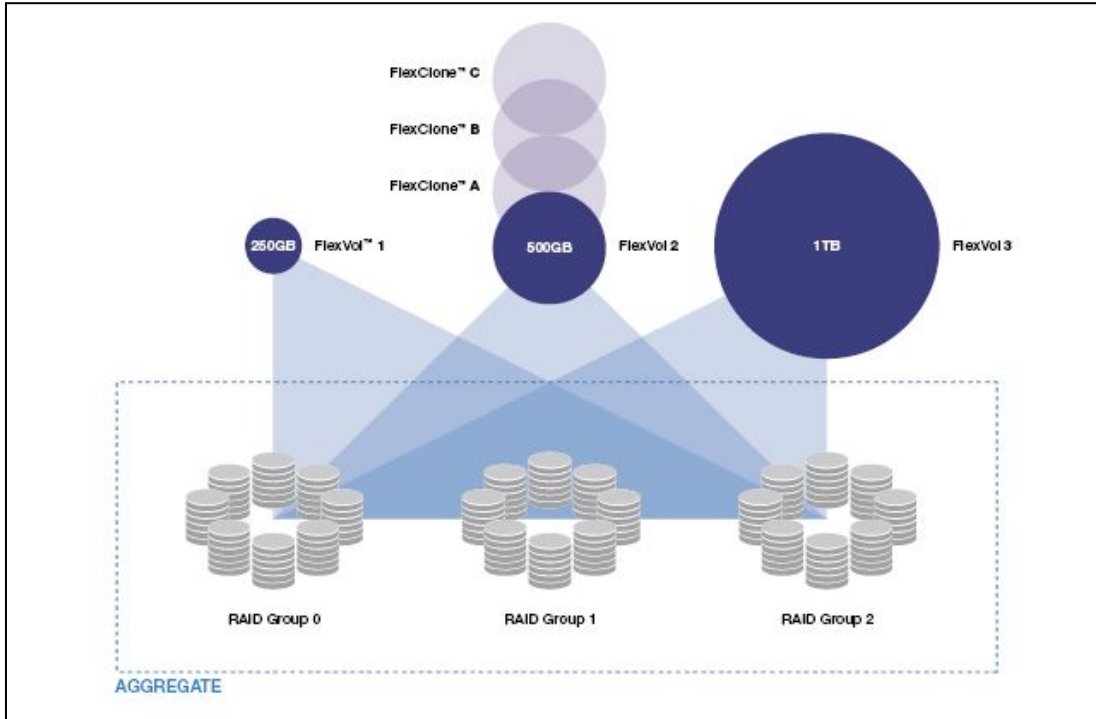 FlexClone™ C
FlexClone™ B
FlexClone™ A
250GB
FlexVol™ 1
500GB
FlexVol 2
1TB
FlexVol 3
RAID Group 0
RAID Group 1
RAID Group 2
AGGREGATE